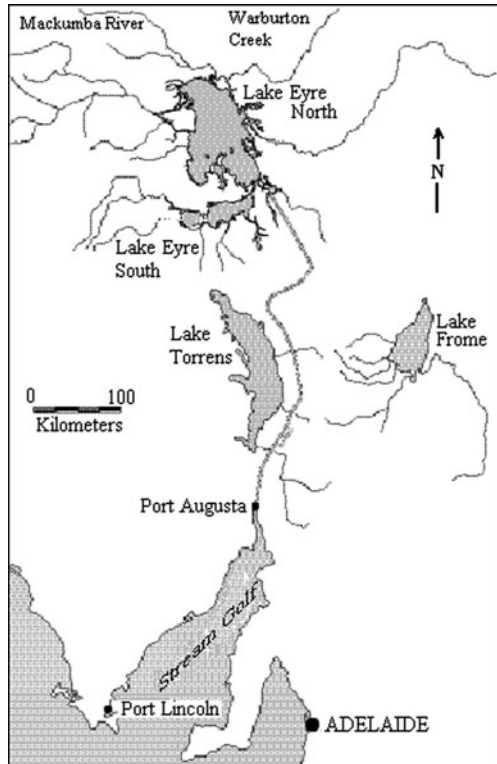 Mackumba River
Warburton
Creek
Lake Eyre
North
N
Lake Eyre
South
Lake
Torrens
Lake
Frome
0 100
Kilometers
Port Augusta
Stream Golf
Port Lincoln
ADELAIDE